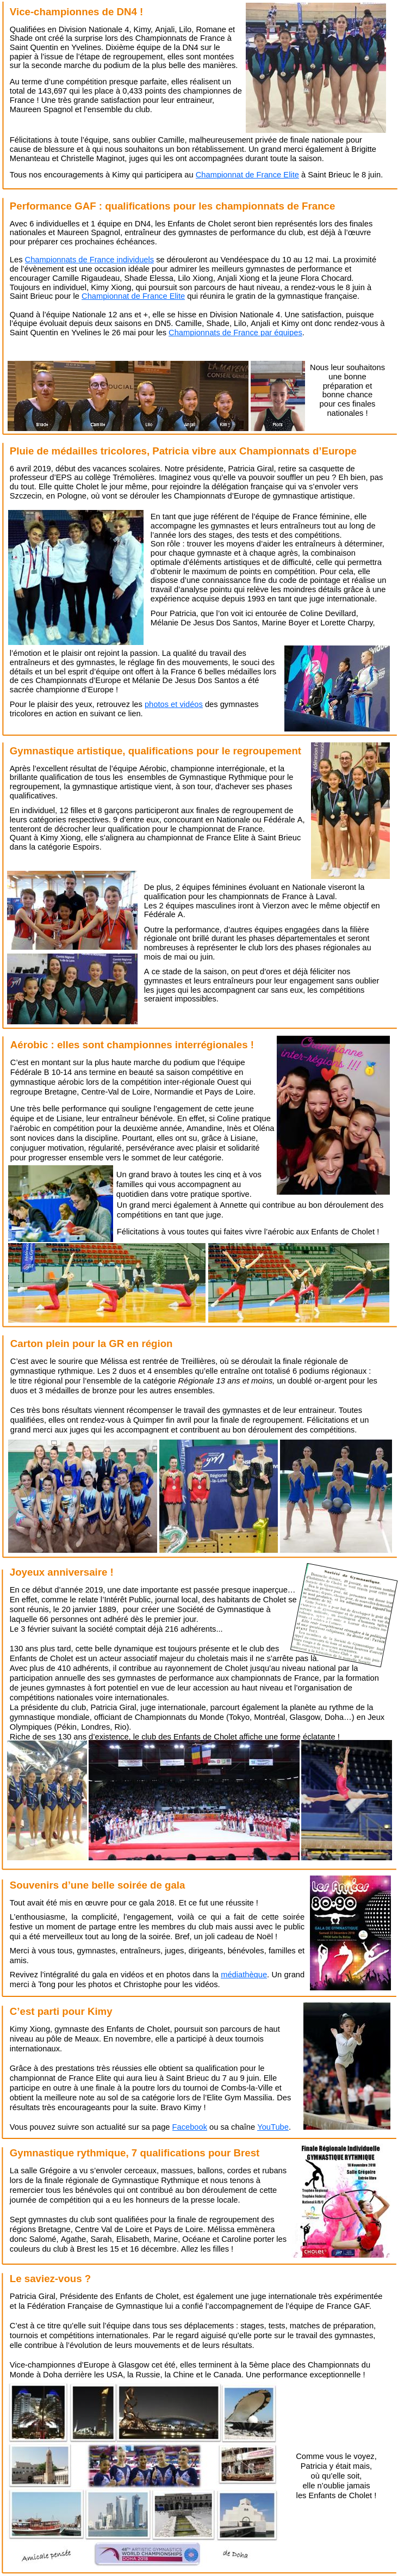 Vice-championnes de DN4 !
Qualifiées en Division Nationale 4, Kimy, Anjali, Lilo, Romane et
Shade ont créé la surprise lors des Championnats de France à
Saint Quentin en Yvelines. Dixième équipe de la DN4 sur le
papier à l'issue de l'étape de regroupement, elles sont montées
sur la seconde marche du podium de la plus belle des manières.
Au terme d'une compétition presque parfaite, elles réalisent un
total de 143,697 qui les place à 0,433 points des championnes de
France ! Une très grande satisfaction pour leur entraineur,
Maureen Spagnol et l'ensemble du club.
Félicitations à toute l'équipe, sans oublier Camille, malheureusement privée de finale nationale pour
cause de blessure et à qui nous souhaitons un bon rétablissement. Un grand merci également à Brigitte
Menanteau et Christelle Maginot, juges qui les ont accompagnées durant toute la saison.
Tous nos encouragements à Kimy qui participera au Championnat de France Elite à Saint Brieuc le 8 juin.
Performance GAF : qualifications pour les championnats de France
Avec 6 individuelles et 1 équipe en DN4, les Enfants de Cholet seront bien représentés lors des finales
nationales et Maureen Spagnol, entraîneur des gymnastes performance du club, est déjà à l'œuvre
pour préparer ces prochaines échéances.
Les Championnats de France individuels se dérouleront au Vendéespace du 10 au 12 mai. La proximité
de l'évènement est une occasion idéale pour admirer les meilleurs gymnastes de performance et
encourager Camille Rigaudeau, Shade Elessa, Lilo Xiong, Anjali Xiong et la jeune Flora Chocard.
Toujours en individuel, Kimy Xiong, qui poursuit son parcours de haut niveau, a rendez-vous le 8 juin à
Saint Brieuc pour le Championnat de France Elite qui réunira le gratin de la gymnastique française.
Quand à l'équipe Nationale 12 ans et +, elle se hisse en Division Nationale 4. Une satisfaction, puisque
l'équipe évoluait depuis deux saisons en DN5. Camille, Shade, Lilo, Anjali et Kimy ont donc rendez-vous à
Saint Quentin en Yvelines le 26 mai pour les Championnats de France par équipes.
Shade
Camille
Lilo
Anjali
Kimy
Flora
Nous leur souhaitons
une bonne
préparation et
bonne chance
pour ces finales
nationales !
Pluie de médailles tricolores, Patricia vibre aux Championnats d'Europe
6 avril 2019, début des vacances scolaires. Notre présidente, Patricia Giral, retire sa casquette de
professeur d'EPS au collège Trémolières. Imaginez vous qu'elle va pouvoir souffler un peu ? Eh bien, pas
du tout. Elle quitte Cholet le jour même, pour rejoindre la délégation française qui va s'envoler vers
Szczecin, en Pologne, où vont se dérouler les Championnats d'Europe de gymnastique artistique.
En tant que juge référent de l'équipe de France féminine, elle
accompagne les gymnastes et leurs entraîneurs tout au long de
l'année lors des stages, des tests et des compétitions.
Son rôle : trouver les moyens d'aider les entraîneurs à déterminer,
pour chaque gymnaste et à chaque agrès, la combinaison
optimale d'éléments artistiques et de difficulté, celle qui permettra
d'obtenir le maximum de points en compétition. Pour cela, elle
dispose d'une connaissance fine du code de pointage et réalise un
travail d'analyse pointu qui relève les moindres détails grâce à une
expérience acquise depuis 1993 en tant que juge internationale.
Pour Patricia, que l'on voit ici entourée de Coline Devillard,
Mélanie De Jesus Dos Santos, Marine Boyer et Lorette Charpy,
l'émotion et le plaisir ont rejoint la passion. La qualité du travail des
entraîneurs et des gymnastes, le réglage fin des mouvements, le souci des
détails et un bel esprit d'équipe ont offert à la France 6 belles médailles lors
de ces Championnats d'Europe et Mélanie De Jesus Dos Santos a été
sacrée championne d'Europe !
Pour le plaisir des yeux, retrouvez les photos et vidéos des gymnastes
tricolores en action en suivant ce lien.
Gymnastique artistique, qualifications pour le regroupement
Après l'excellent résultat de l'équipe Aérobic, championne interrégionale, et la
brillante qualification de tous les ensembles de Gymnastique Rythmique pour le
regroupement, la gymnastique artistique vient, à son tour, d'achever ses phases
qualificatives.
En individuel, 12 filles et 8 garçons participeront aux finales de regroupement de
leurs catégories respectives. 9 d'entre eux, concourant en Nationale ou Fédérale A,
tenteront de décrocher leur qualification pour le championnat de France.
Quant à Kimy Xiong, elle s'alignera au championnat de France Elite à Saint Brieuc
dans la catégorie Espoirs.
De plus, 2 équipes féminines évoluant en Nationale viseront la
qualification pour les championnats de France à Laval.
Les 2 équipes masculines iront à Vierzon avec le même objectif en
Fédérale A.
Outre la performance, d'autres équipes engagées dans la filière
régionale ont brillé durant les phases départementales et seront
nombreuses à représenter le club lors des phases régionales au
mois de mai ou juin.
A ce stade de la saison, on peut d'ores et déjà féliciter nos
gymnastes et leurs entraîneurs pour leur engagement sans oublier
les juges qui les accompagnent car sans eux, les compétitions
seraient impossibles.
Aérobic : elles sont championnes interrégionales !
C'est en montant sur la plus haute marche du podium que l'équipe
Fédérale B 10-14 ans termine en beauté sa saison compétitive en
gymnastique aérobic lors de la compétition inter-régionale Ouest qui
regroupe Bretagne, Centre-Val de Loire, Normandie et Pays de Loire.
Une très belle performance qui souligne l'engagement de cette jeune
équipe et de Lisiane, leur entraîneur bénévole. En effet, si Coline pratique
l'aérobic en compétition pour la deuxième année, Amandine, Inès et Oléna
sont novices dans la discipline. Pourtant, elles ont su, grâce à Lisiane,
conjuguer motivation, régularité, persévérance avec plaisir et solidarité
pour progresser ensemble vers le sommet de leur catégorie.
championne
inter-régions !!!
Un grand bravo à toutes les cinq et à vos
familles qui vous accompagnent au
quotidien dans votre pratique sportive.
Un grand merci également à Annette qui contribue au bon déroulement des
compétitions en tant que juge.
Félicitations à vous toutes qui faites vivre l'aérobic aux Enfants de Cholet !
Carton plein pour la GR en région
C'est avec le sourire que Mélissa est rentrée de Treillières, où se déroulait la finale régionale de
gymnastique rythmique. Les 2 duos et 4 ensembles qu'elle entraîne ont totalisé 6 podiums régionaux :
le titre régional pour l'ensemble de la catégorie Régionale 13 ans et moins, un doublé or-argent pour les
duos et 3 médailles de bronze pour les autres ensembles.
Ces très bons résultats viennent récompenser le travail des gymnastes et de leur entraineur. Toutes
qualifiées, elles ont rendez-vous à Quimper fin avril pour la finale de regroupement. Félicitations et un
grand merci aux juges qui les accompagnent et contribuent au bon déroulement des compétitions.
Joyeux anniversaire !
En ce début d'année 2019, une date importante est passée presque inaperçue…
En effet, comme le relate l'Intérêt Public, journal local, des habitants de Cholet se
sont réunis, le 20 janvier 1889, pour créer une Société de Gymnastique à
laquelle 66 personnes ont adhéré dès le premier jour.
Le 3 février suivant la société comptait déjà 216 adhérents...
130 ans plus tard, cette belle dynamique est toujours présente et le club des
Enfants de Cholet est un club associatif majeur du choletais mais il ne s'arrête pas là.
Avec plus de 410 adhérents, il contribue au rayonnement de Cholet jusqu'au niveau national par la
participation annuelle des ses gymnastes de performance aux championnats de France, par la formation
de jeunes gymnastes à fort potentiel en vue de leur accession au haut niveau et l'organisation de
compétitions nationales voire internationales.
La présidente du club, Patricia Giral, juge internationale, parcourt également la planète au rythme de la
gymnastique mondiale, officiant de Championnats du Monde (Tokyo, Montréal, Glasgow, Doha…) en Jeux
Olympiques (Pékin, Londres, Rio).
Riche de ses 130 ans d'existence, le club des Enfants de Cholet affiche une forme éclatante !
Souvenirs d'une belle soirée de gala
Tout avait été mis en œuvre pour ce gala 2018. Et ce fut une réussite !
L'enthousiasme, la complicité, l'engagement, voilà ce qui a fait de cette soirée
festive un moment de partage entre les membres du club mais aussi avec le public
qui a été merveilleux tout au long de la soirée. Bref, un joli cadeau de Noël !
Merci à vous tous, gymnastes, entraîneurs, juges, dirigeants, bénévoles, familles et
amis.
Revivez l'intégralité du gala en vidéos et en photos dans la médiathèque. Un grand
merci à Tong pour les photos et Christophe pour les vidéos.
Les Années
80-90
C'est parti pour Kimy
Kimy Xiong, gymnaste des Enfants de Cholet, poursuit son parcours de haut
niveau au pôle de Meaux. En novembre, elle a participé à deux tournois
internationaux.
Grâce à des prestations très réussies elle obtient sa qualification pour le
championnat de France Elite qui aura lieu à Saint Brieuc du 7 au 9 juin. Elle
participe en outre à une finale à la poutre lors du tournoi de Combs-la-Ville et
obtient la meilleure note au sol de sa catégorie lors de l'Elite Gym Massilia. Des
résultats très encourageants pour la suite. Bravo Kimy !
Vous pouvez suivre son actualité sur sa page Facebook ou sa chaîne YouTube.
Gymnastique rythmique, 7 qualifications pour Brest
La salle Grégoire a vu s'envoler cerceaux, massues, ballons, cordes et rubans
lors de la finale régionale de Gymnastique Rythmique et nous tenons à
remercier tous les bénévoles qui ont contribué au bon déroulement de cette
journée de compétition qui a eu les honneurs de la presse locale.
Sept gymnastes du club sont qualifiées pour la finale de regroupement des
régions Bretagne, Centre Val de Loire et Pays de Loire. Mélissa emmènera
donc Salomé, Agathe, Sarah, Elisabeth, Marine, Océane et Caroline porter les
couleurs du club à Brest les 15 et 16 décembre. Allez les filles !
Finale Régionale Individuelle
GYMNASTIQUE RYTHMIQUE
18 Novembre 2018
Salle Grégoire
Cholet
Le saviez-vous ?
Patricia Giral, Présidente des Enfants de Cholet, est également une juge internationale très expérimentée
et la Fédération Française de Gymnastique lui a confié l'accompagnement de l'équipe de France GAF.
C'est à ce titre qu'elle suit l'équipe dans tous ses déplacements : stages, tests, matches de préparation,
tournois et compétitions internationales. Par le regard aiguisé qu'elle porte sur le travail des gymnastes,
elle contribue à l'évolution de leurs mouvements et de leurs résultats.
Vice-championnes d'Europe à Glasgow cet été, elles terminent à la 5ème place des Championnats du
Monde à Doha derrière les USA, la Russie, la Chine et le Canada. Une performance exceptionnelle !
Comme vous le voyez,
Patricia y était mais,
où qu'elle soit,
elle n'oublie jamais
les Enfants de Cholet !
Amicale pensée
ARTISTIC GYMNASTICS
WORLD CHAMPIONSHIPS
DOHA 2018
de Doha